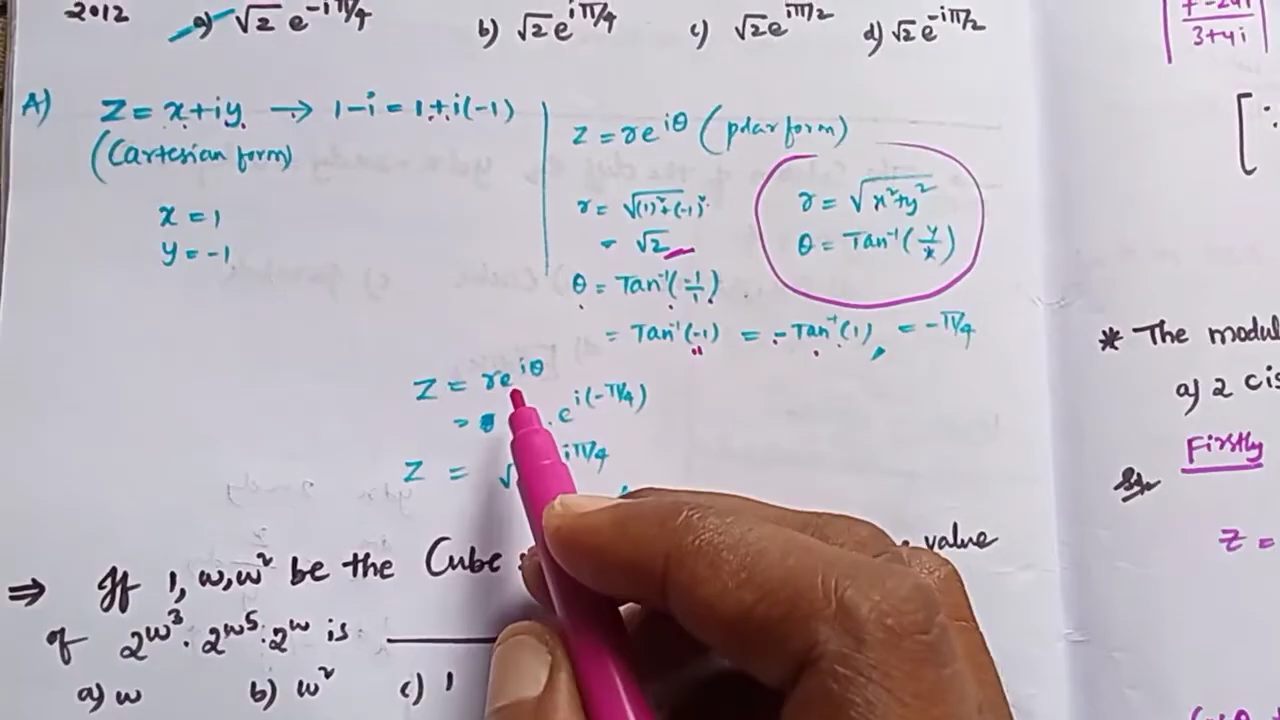 2012 a) √2 e^-iπ/4 b) √2 e^iπ/4 c) √2 e^iπ/2 d) √2 e^-iπ/2
A) Z = x+iy → 1-i = 1+i(-1)
(Cartesian form)
x = 1
y = -1
z = re^iθ (polar form)
r = √(1)²+(-1)²
= √2
θ = Tan⁻¹(-1/1)
= Tan⁻¹(-1) = -Tan⁻¹(1) = -π/4
r = √x²+y²
θ = Tan⁻¹(y/x)
Z = re^iθ
= .e^i(-π/4)
Z = √ iπ/4
⇒ If 1, ω, ω² be the Cube value
of 2^ω³ . 2^ω⁵ . 2^ω is
a) ω b) ω² c) 1
3+4i
* The modul
a) 2 cis
Firstly
Z =